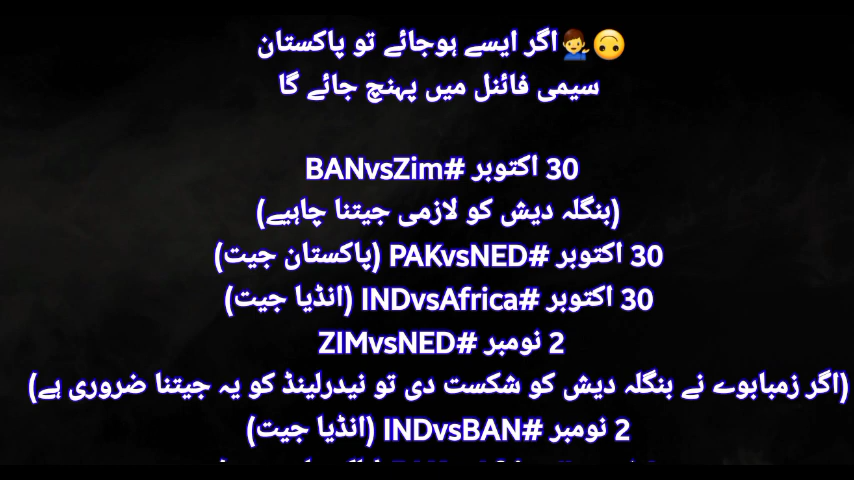 اگر ایسے ہوجائے تو پاکستان
سیمی فائنل میں پہنچ جائے گا
30 اکتوبر #BANvsZim
(بنگلہ دیش کو لازمی جیتنا چاہیے)
30 اکتوبر #PAKvsNED (پاکستان جیت)
30 اکتوبر #INDvsAfrica (انڈیا جیت)
2 نومبر #ZIMvsNED
(اگر زمبابوے نے بنگلہ دیش کو شکست دی تو نیدرلینڈ کو یہ جیتنا ضروری ہے)
2 نومبر #INDvsBAN (انڈیا جیت)